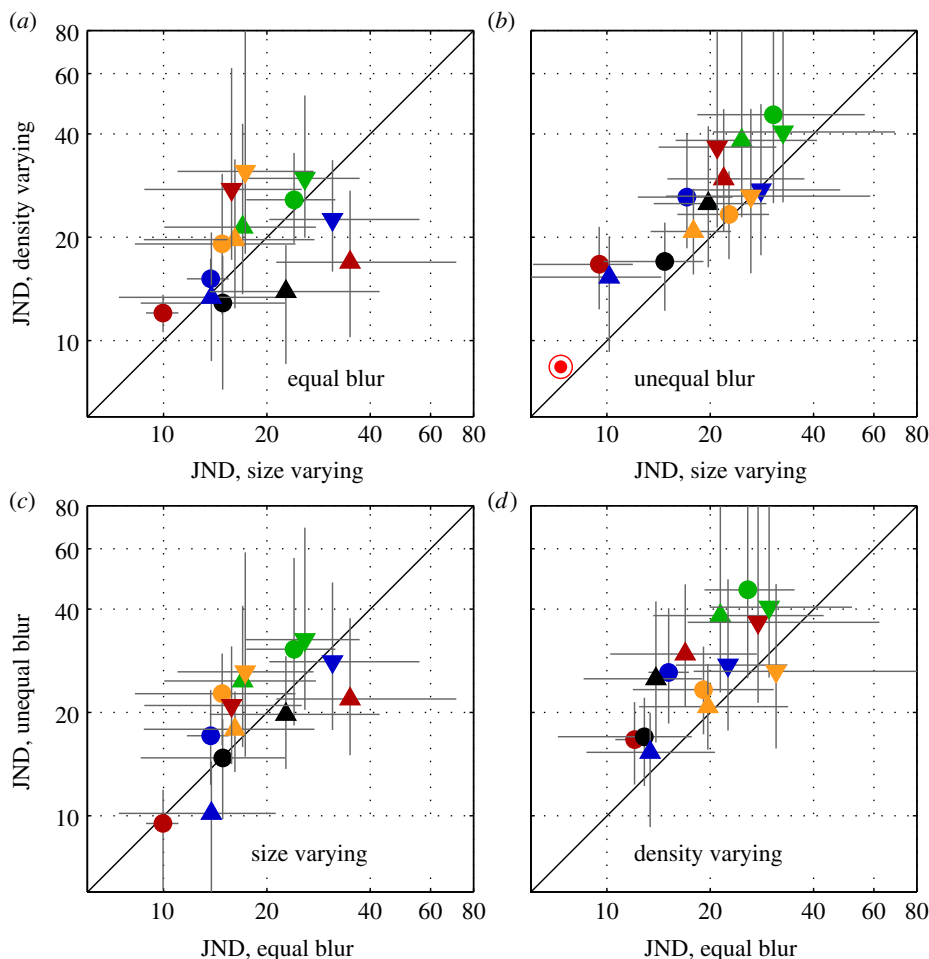 (a)
(b)
80
60
40
20
10
JND, density varying
equal blur
10
20
40
60
80
JND, size varying
80
60
40
20
10
unequal blur
10
20
40
60
80
JND, size varying
(c)
(d)
80
60
40
20
10
JND, unequal blur
size varying
10
20
40
60
80
JND, equal blur
80
60
40
20
10
density varying
10
20
40
60
80
JND, equal blur